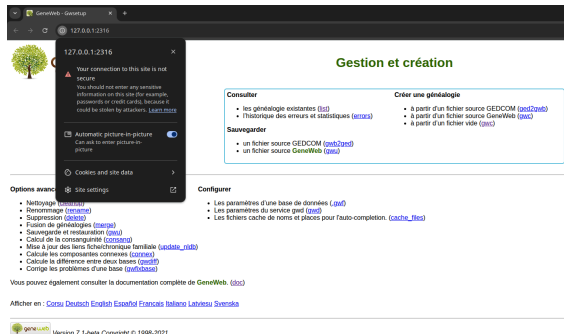 GeneWeb - Gwsetup
127.0.0.1:2316
127.0.0.1:2316
Your connection to this site is not
secure
You should not enter any sensitive
information on this site (for example,
passwords or credit cards), because it
could be stolen by attackers. Learn more
Automatic picture-in-picture
Can ask to enter picture-in-
picture
Cookies and site data
Site settings
Gestion et création
Consulter
les généalogie existantes (list)
l'historique des erreurs et statistiques (errors)
Sauvegarder
un fichier source GEDCOM (gwb2ged)
un fichier source GeneWeb (gwu)
Créer une généalogie
à partir d'un fichier source GEDCOM (ged2gwb)
à partir d'un fichier source GeneWeb (gwc)
à partir d'un fichier vide (gwc)
Options avanc
Nettoyage (cleanup)
Renommage (rename)
Suppression (delete)
Fusion de généalogies (merge)
Sauvegarde et restauration (gwu)
Calcul de la consanguinité (consang)
Mise à jour des liens fiche/chronique familiale (update_nldb)
Calcule les composantes connexes (connex)
Calcule la différence entre deux bases (gwdiff)
Corrige les problèmes d'une base (gwfixbase)
Configurer
Les paramètres d'une base de données (.gwf)
Les paramètres du service gwd (gwd)
Les fichiers cache de noms et places pour l'auto-completion. (cache_files)
Vous pouvez également consulter la documentation complète de GeneWeb. (doc)
Afficher en : Corsu Deutsch English Español Français Italiano Latviesu Svenska
geneweb Version 7.1-beta Copyright © 1998-2021